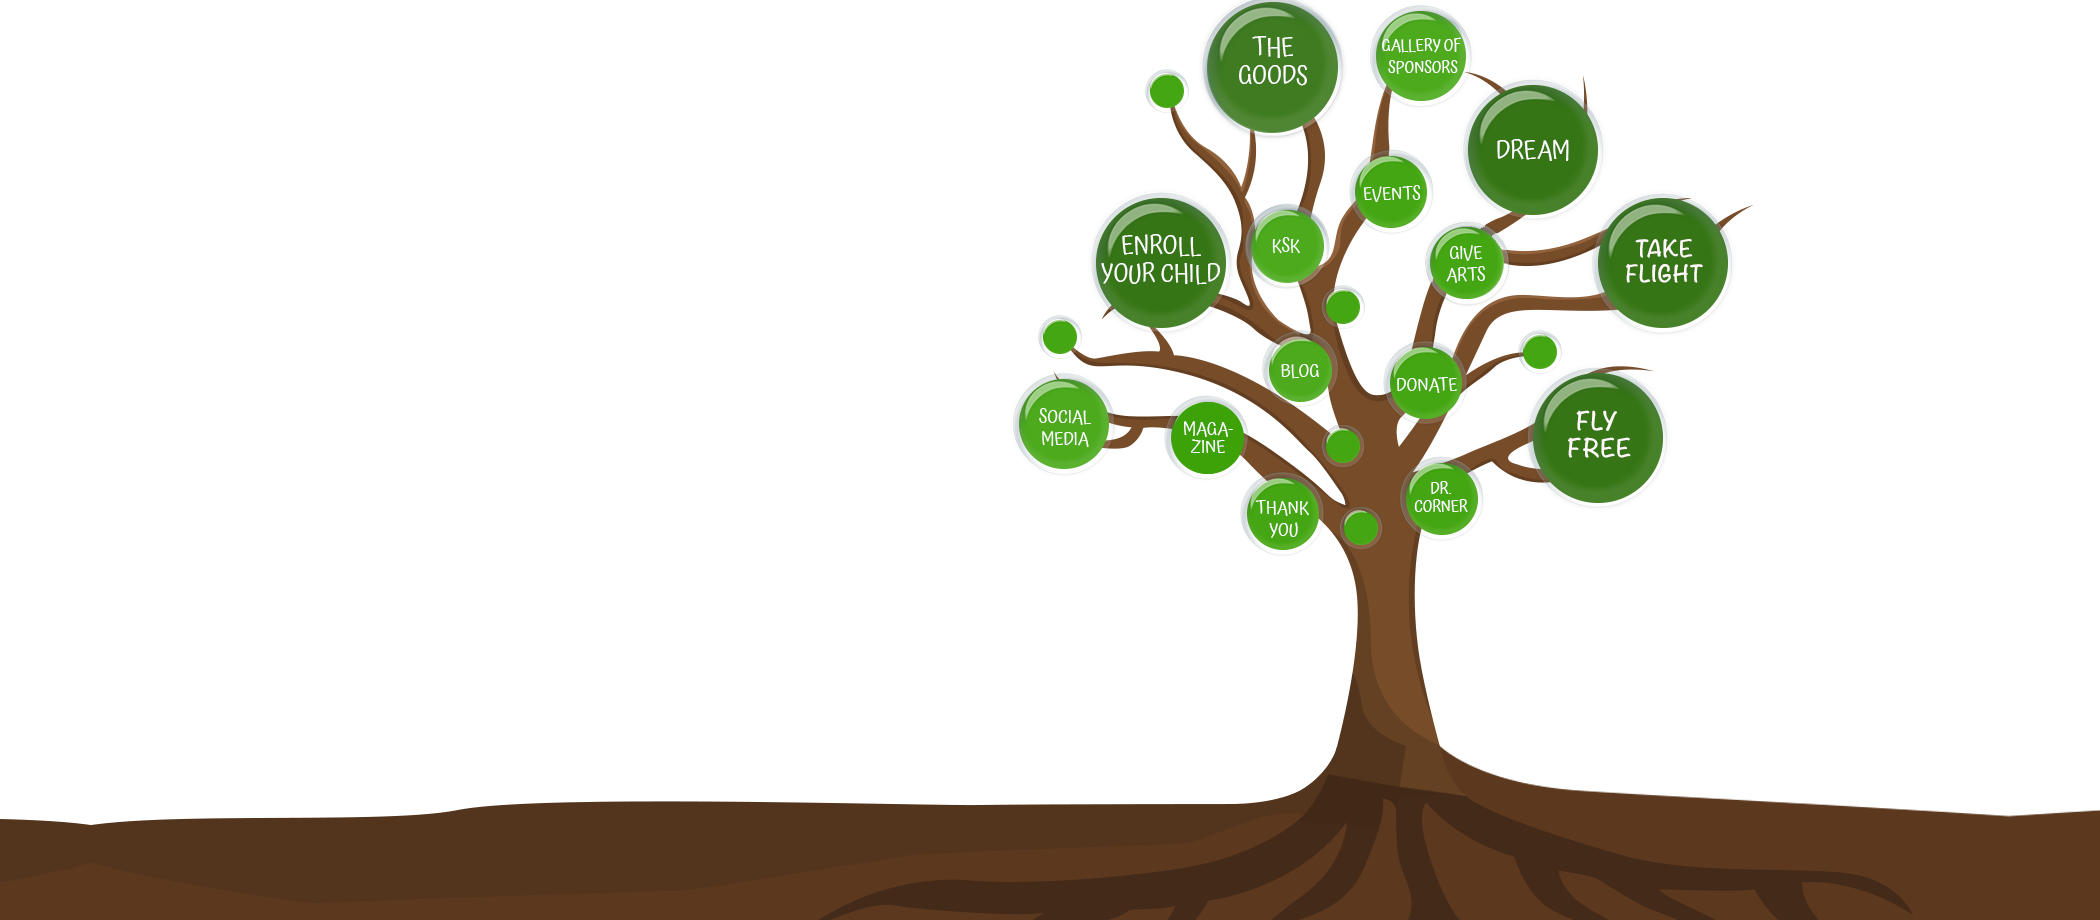 THE
GOODS
GALLERY OF
SPONSORS
DREAM
EVENTS
ENROLL
YOUR CHILD
KSK
GIVE
ARTS
TAKE
FLIGHT
BLOG
DONATE
SOCIAL
MEDIA
MAGA-
ZINE
FLY
FREE
THANK
YOU
DR.
CORNER